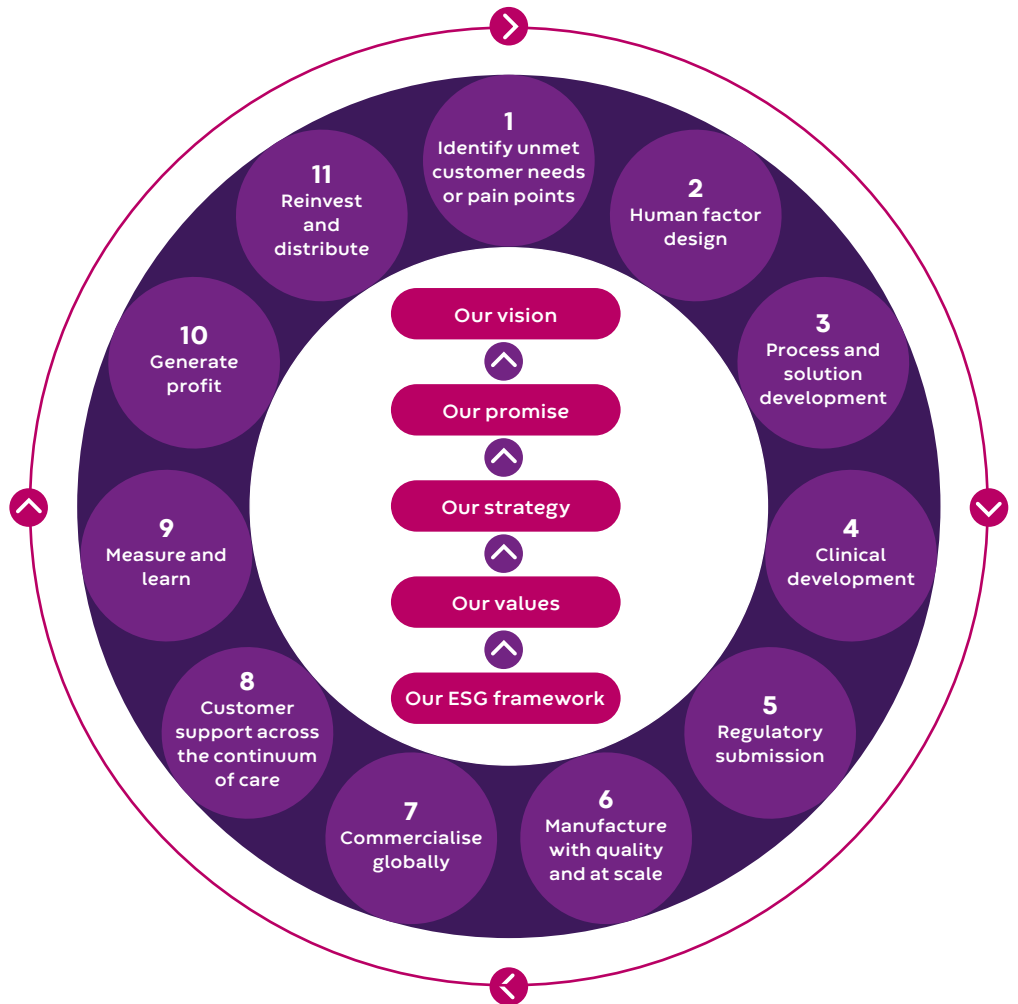 1
Identify unmet
customer needs
or pain points
2
Human factor
design
3
Process and
solution
development
4
Clinical
development
5
Regulatory
submission
6
Manufacture
with quality
and at scale
7
Commercialise
globally
8
Customer
support across
the continuum
of care
9
Measure and
learn
10
Generate
profit
11
Reinvest
and
distribute
Our vision
Our promise
Our strategy
Our values
Our ESG framework